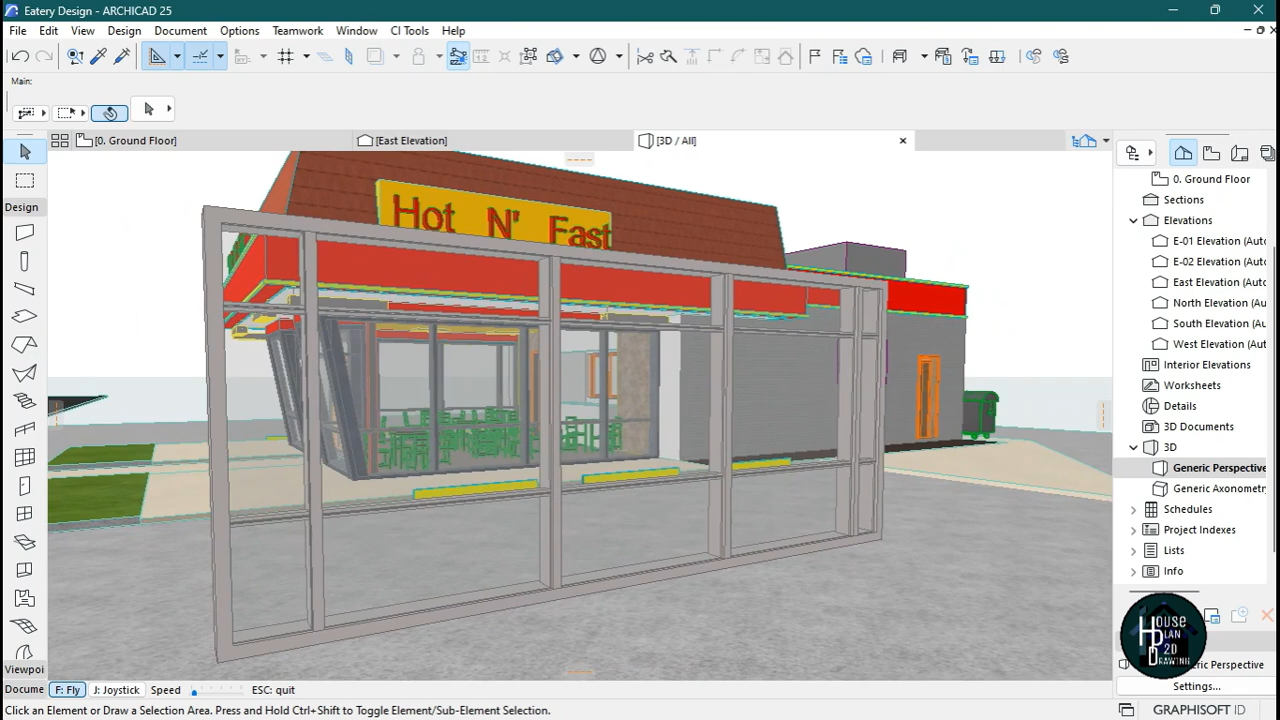 Eatery Design - ARCHICAD 25
File Edit View Design Document Options Teamwork Window CI Tools Help
Main:
[0. Ground Floor]
[East Elevation]
[3D / All]
Design
Hot N' Fast
0. Ground Floor
Sections
Elevations
E-01 Elevation (Auto
E-02 Elevation (Auto
East Elevation (Auto
North Elevation (Au
South Elevation (Au
West Elevation (Aut
Interior Elevations
Worksheets
Details
3D Documents
3D
Generic Perspective
Generic Axonometr
Schedules
Project Indexes
Lists
Info
HOUSE
PLAN
2D
DRAWING
HPD
Generic Perspective
Settings...
Viewpoi
Docume
F: Fly J: Joystick Speed ESC: quit
Click an Element or Draw a Selection Area. Press and Hold Ctrl+Shift to Toggle Element/Sub-Element Selection.
GRAPHISOFT ID